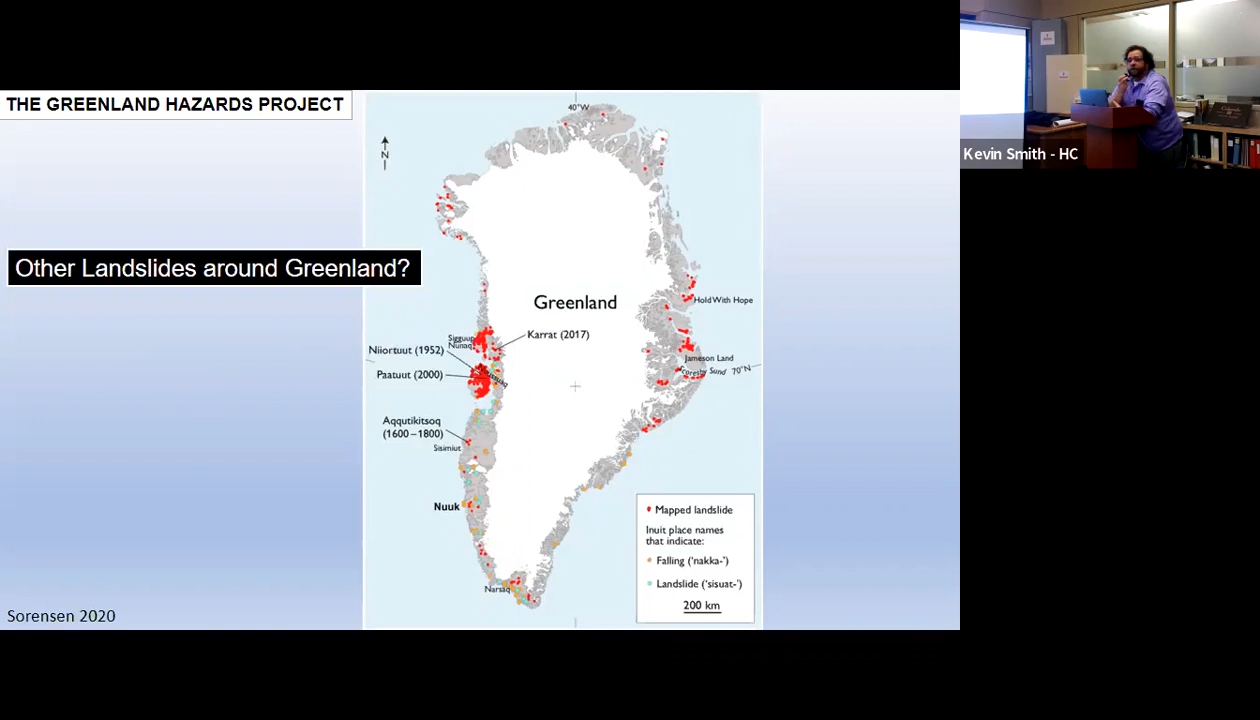 THE GREENLAND HAZARDS PROJECT
Other Landslides around Greenland?
40°W
N
Greenland
Hold With Hope
Karrat (2017)
Sigguup
Nunaq
Niiortuut (1952)
Jameson Land
Paatuut (2000)
Scoresby Sund 70°N
Aqqutikitsoq
(1600–1800)
Sisimiut
Nuuk
Narsaq
Mapped landslide
Inuit place names
that indicate:
Falling ('nakka-')
Landslide ('sisuat-')
200 km
Sorensen 2020
Kevin Smith - HC